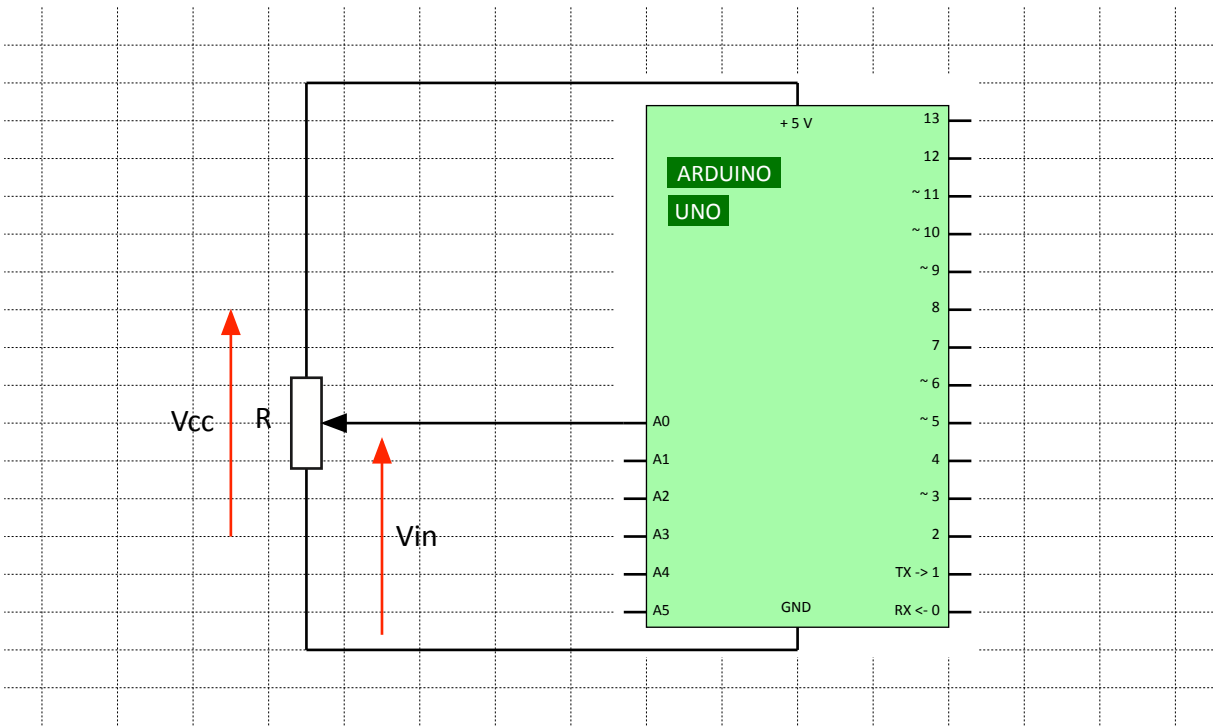 + 5 V
ARDUINO
UNO
13
12
~ 11
~ 10
~ 9
8
7
~ 6
~ 5
4
~ 3
2
TX -> 1
RX <- 0
A0
A1
A2
A3
A4
A5
GND
Vcc
R
Vin